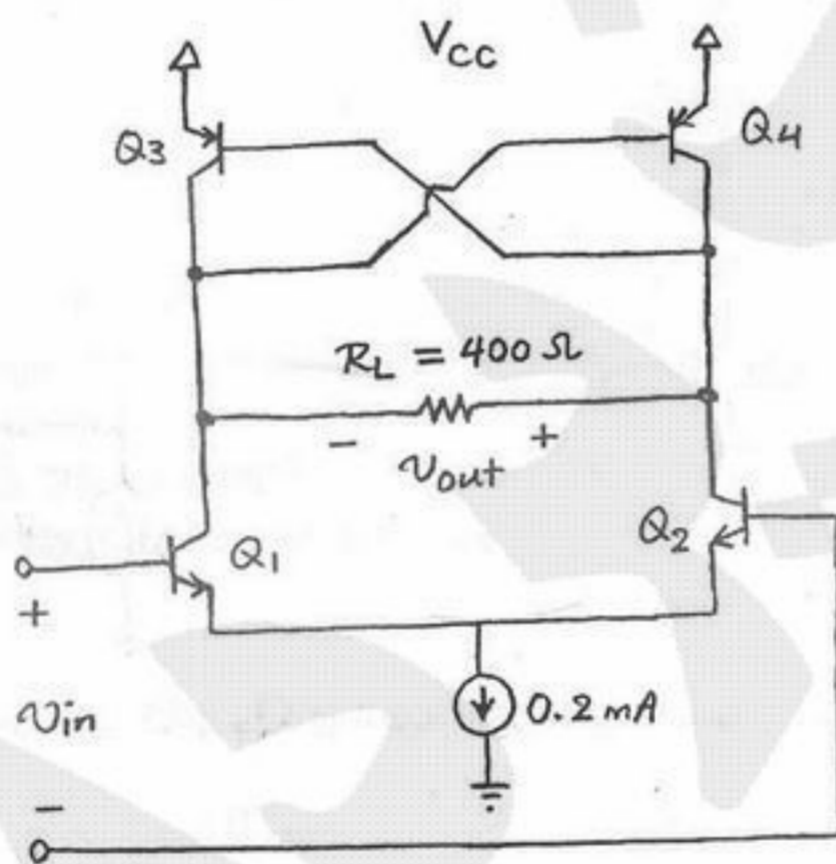 Vcc
Q3
Q4
RL = 400 Ω
- +
Vout
Q1
Q2
+
Vin
0.2 mA
-